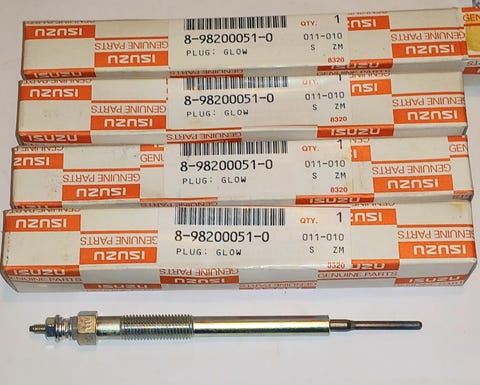 ISUZU GENUINE PARTS
QTY. 1
8-98200051-0 011-010
PLUG: GLOW S ZM
8320
ISUZU GENUINE PARTS
QTY. 1
8-98200051-0 011-010
PLUG: GLOW S ZM
8320
ISUZU GENUINE PARTS
QTY. 1
8-98200051-0 011-010
PLUG: GLOW S ZM
8320
ISUZU GENUINE PARTS
QTY. 1
8-98200051-0 011-010
PLUG: GLOW S ZM
8320
ISUZU GENUINE PARTS ISUZU
GENUINE PARTS